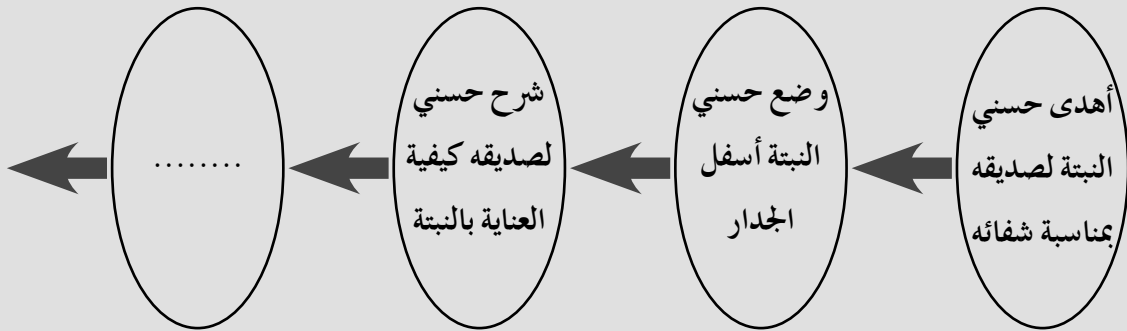 أهدى حسني
النبتة لصديقه
بمناسبة شفائه
وضع حسني
النبتة أسفل
الجدار
شرح حسني
لصديقه كيفية
العناية بالنبتة
........